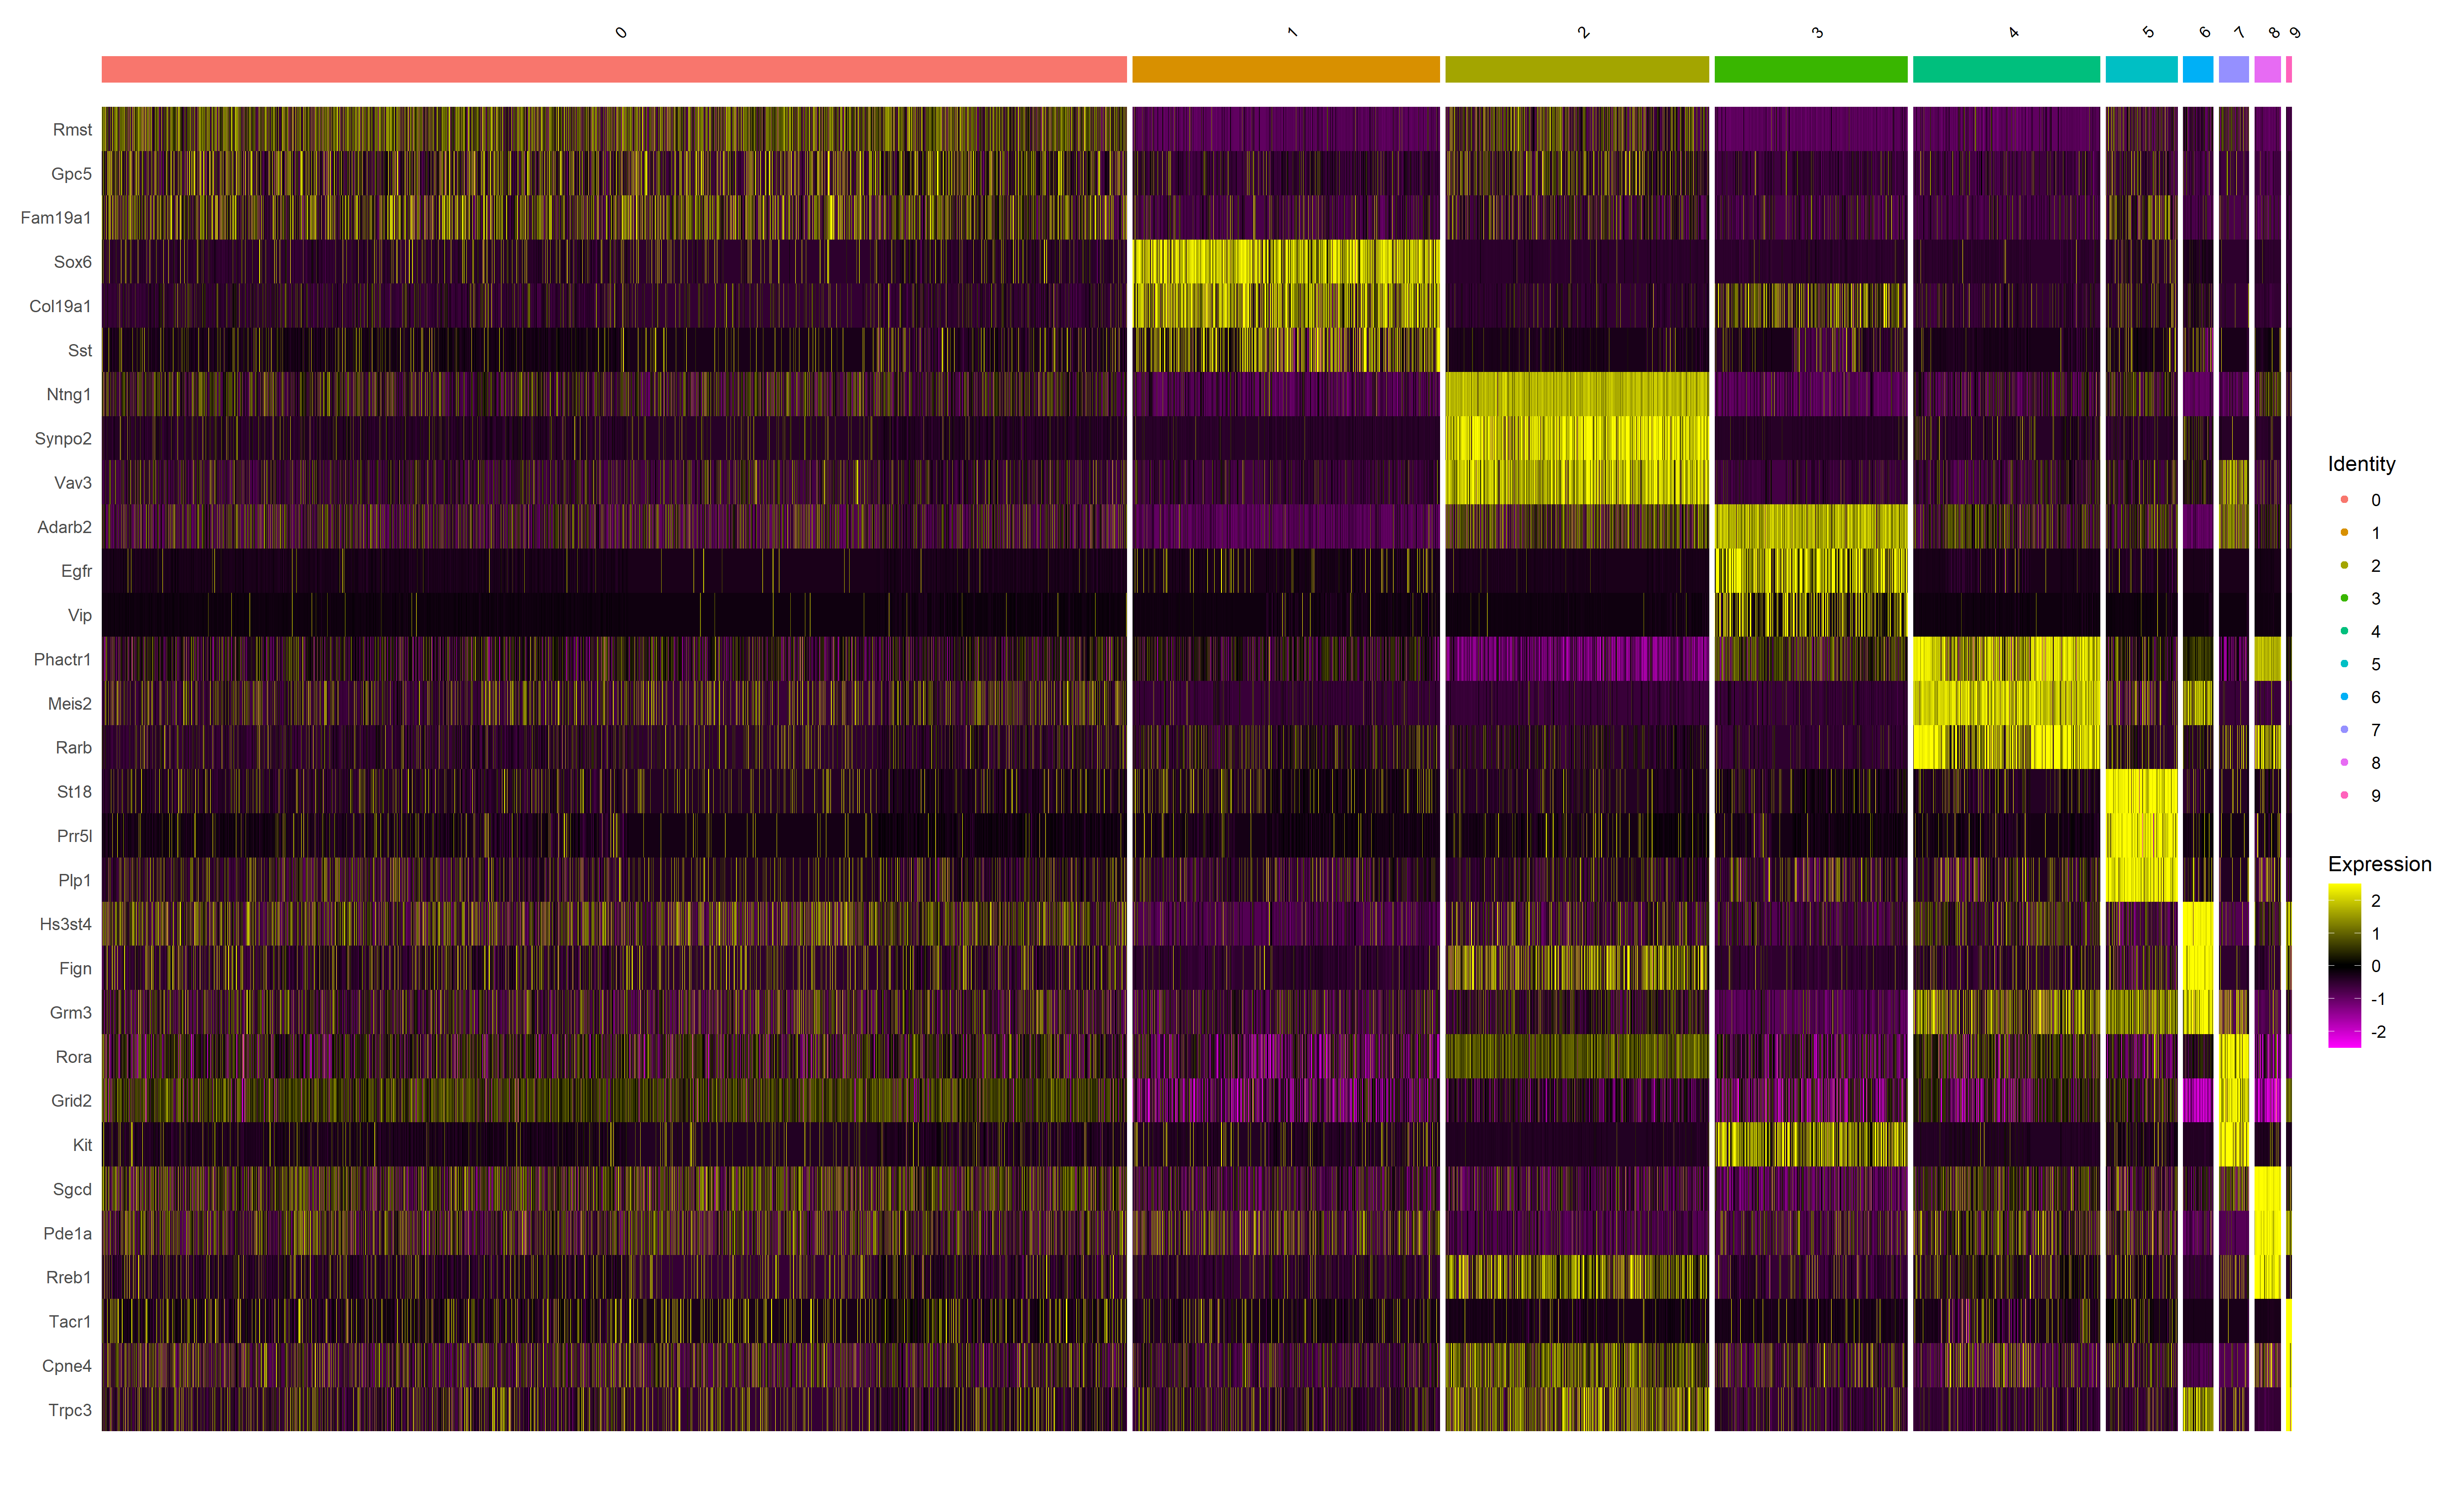 0 1 2 3 4 5 6 7 8 9
Rmst
Gpc5
Fam19a1
Sox6
Col19a1
Sst
Ntng1
Synpo2
Vav3
Adarb2
Egfr
Vip
Phactr1
Meis2
Rarb
St18
Prr5l
Plp1
Hs3st4
Fign
Grm3
Rora
Grid2
Kit
Sgcd
Pde1a
Rreb1
Tacr1
Cpne4
Trpc3
Identity
0
1
2
3
4
5
6
7
8
9
Expression
2
1
0
-1
-2